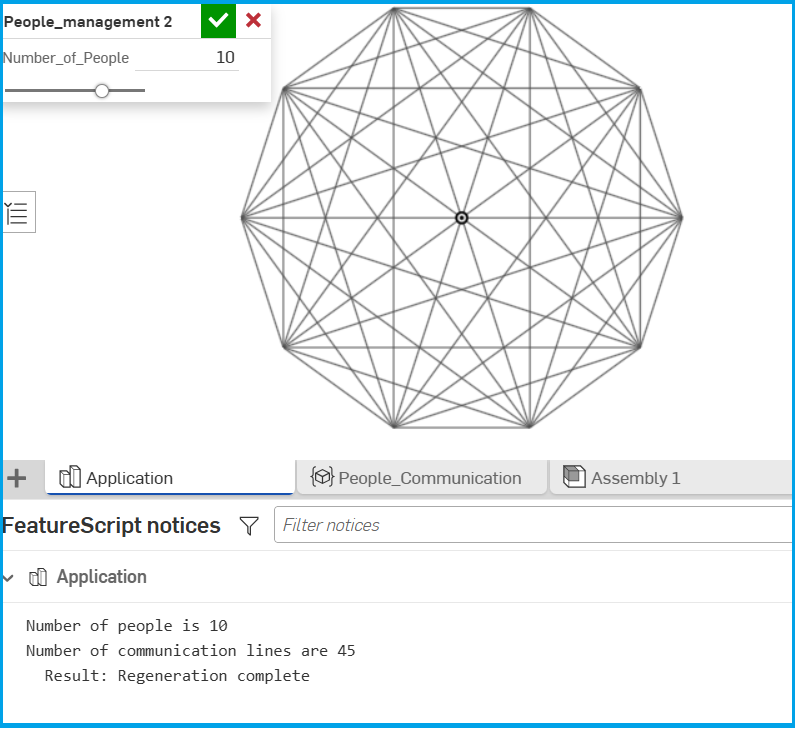 People_management 2
Number_of_People 10
Application People_Communication Assembly 1
FeatureScript notices Filter notices
Application
Number of people is 10
Number of communication lines are 45
Result: Regeneration complete